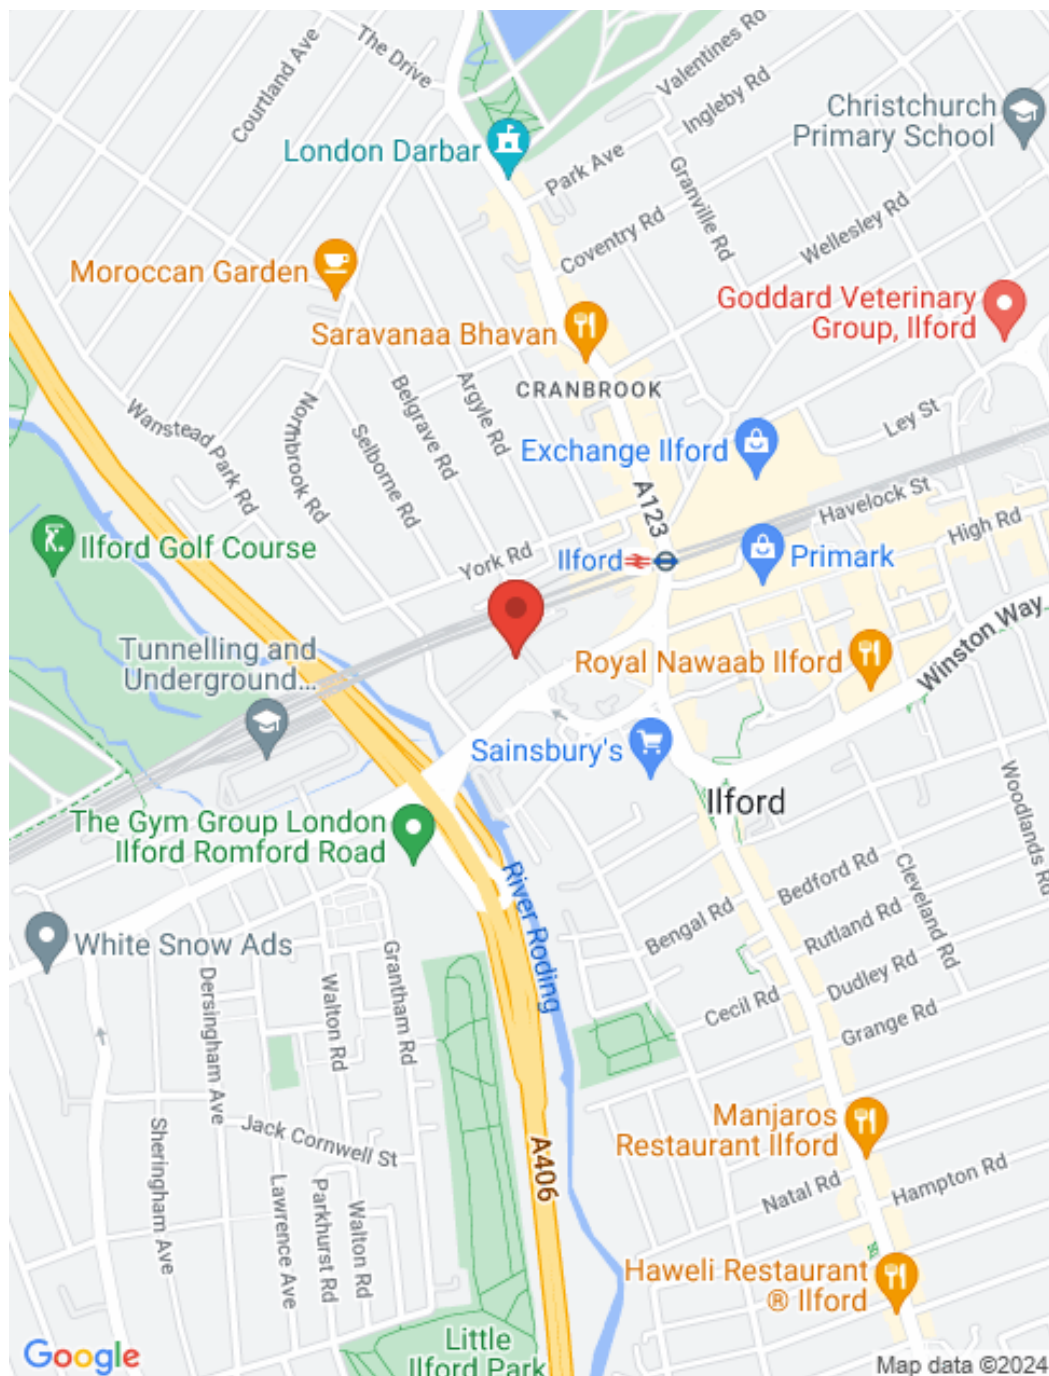 Courtland Ave
The Drive
Valentines Rd
Ingleby Rd
Christchurch
Primary School
London Darbar
Park Ave
Granville Rd
Coventry Rd
Wellesley Rd
Moroccan Garden
Goddard Veterinary
Group, Ilford
Saravanaa Bhavan
CRANBROOK
Argyle Rd
Belgrave Rd
Northbrook Rd
Selborne Rd
Wanstead Park Rd
Ley St
Exchange Ilford
A123
Havelock St
High Rd
Ilford Golf Course
York Rd
Ilford
Primark
Winston Way
Tunnelling and
Underground...
Royal Nawaab Ilford
Sainsbury's
Ilford
Woodlands Rd
The Gym Group London
Ilford Romford Road
River Roding
Bedford Rd
Cleveland Rd
Bengal Rd
Rutland Rd
White Snow Ads
Dersingham Ave
Walton Rd
Grantham Rd
Dudley Rd
Cecil Rd
Grange Rd
Jack Cornwell St
Sheringham Ave
A406
Manjaros
Restaurant Ilford
Lawrence Ave
Parkhurst Rd
Walton Rd
Natal Rd
Hampton Rd
Haweli Restaurant
® Ilford
Little
Ilford Park
Google
Map data ©2024